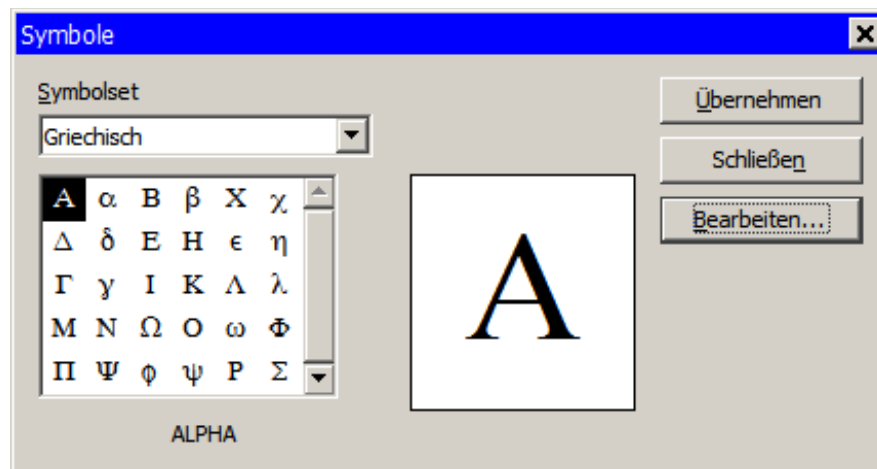 Symbole
Symbolset
Griechisch
Α α Β β Χ χ
Δ δ Ε Η ϵ η
Γ γ Ι Κ Λ λ
Μ Ν Ω Ο ω Φ
Π Ψ φ ψ Ρ Σ
Α
ALPHA
Übernehmen
Schließen
Bearbeiten...